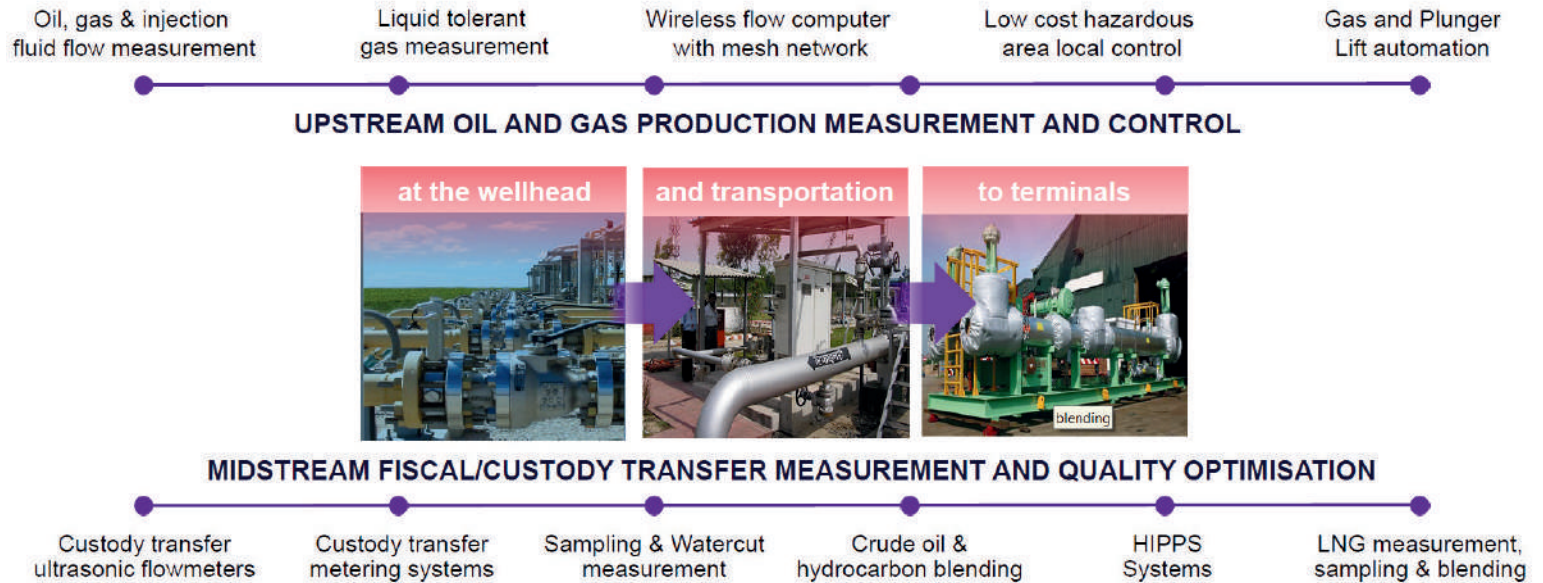 Oil, gas & injection
fluid flow measurement
Liquid tolerant
gas measurement
Wireless flow computer
with mesh network
Low cost hazardous
area local control
Gas and Plunger
Lift automation
UPSTREAM OIL AND GAS PRODUCTION MEASUREMENT AND CONTROL
at the wellhead
and transportation
to terminals
blending
MIDSTREAM FISCAL/CUSTODY TRANSFER MEASUREMENT AND QUALITY OPTIMISATION
Custody transfer
ultrasonic flowmeters
Custody transfer
metering systems
Sampling & Watercut
measurement
Crude oil &
hydrocarbon blending
HIPPS
Systems
LNG measurement,
sampling & blending